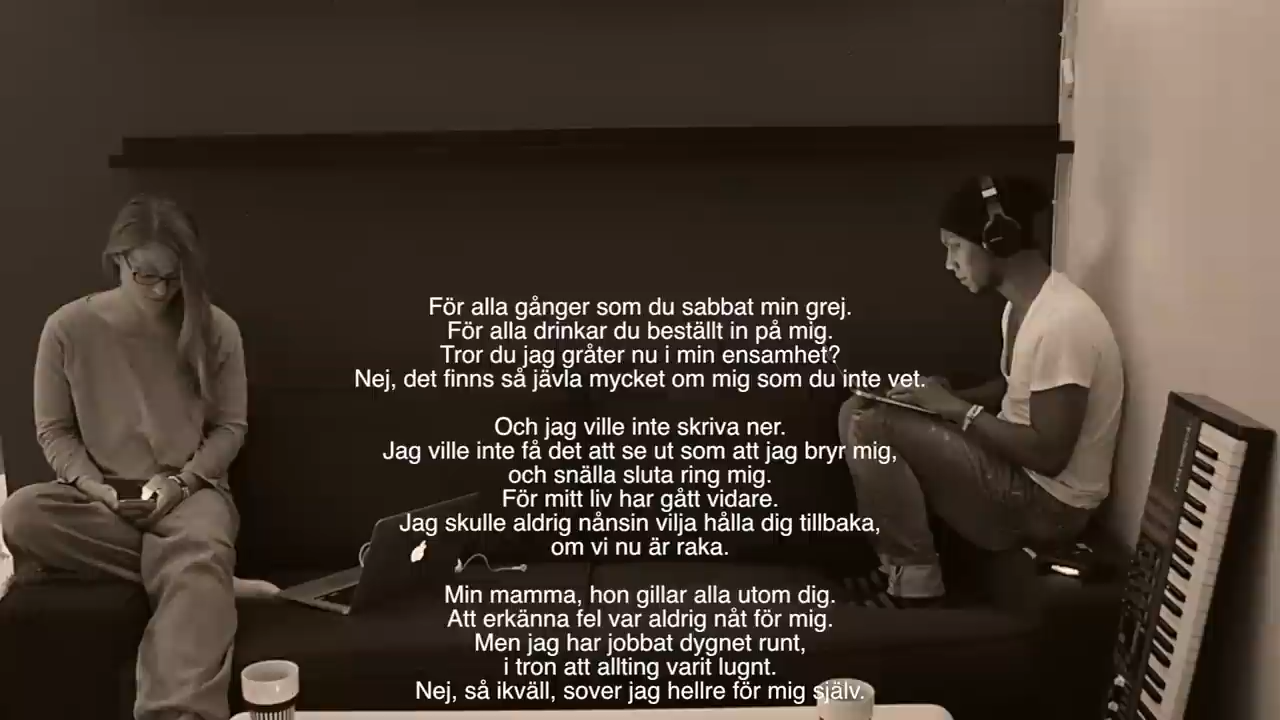 För alla gånger som du sabbat min grej.
För alla drinkar du beställt in på mig.
Tror du jag gråter nu i min ensamhet?
Nej, det finns så jävla mycket om mig som du inte vet.
Och jag ville inte skriva ner.
Jag ville inte få det att se ut som att jag bryr mig,
och snälla sluta ring mig.
För mitt liv har gått vidare.
Jag skulle aldrig nånsin vilja hålla dig tillbaka,
om vi nu är raka.
Min mamma, hon gillar alla utom dig.
Att erkänna fel var aldrig nåt för mig.
Men jag har jobbat dygnet runt,
i tron att allting varit lugnt.
Nej, så ikväll, sover jag hellre för mig själv.